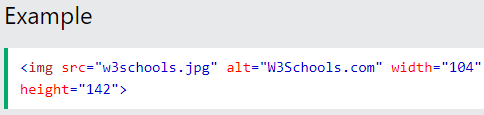 Example
<img src="w3schools.jpg" alt="W3Schools.com" width="104"
height="142">